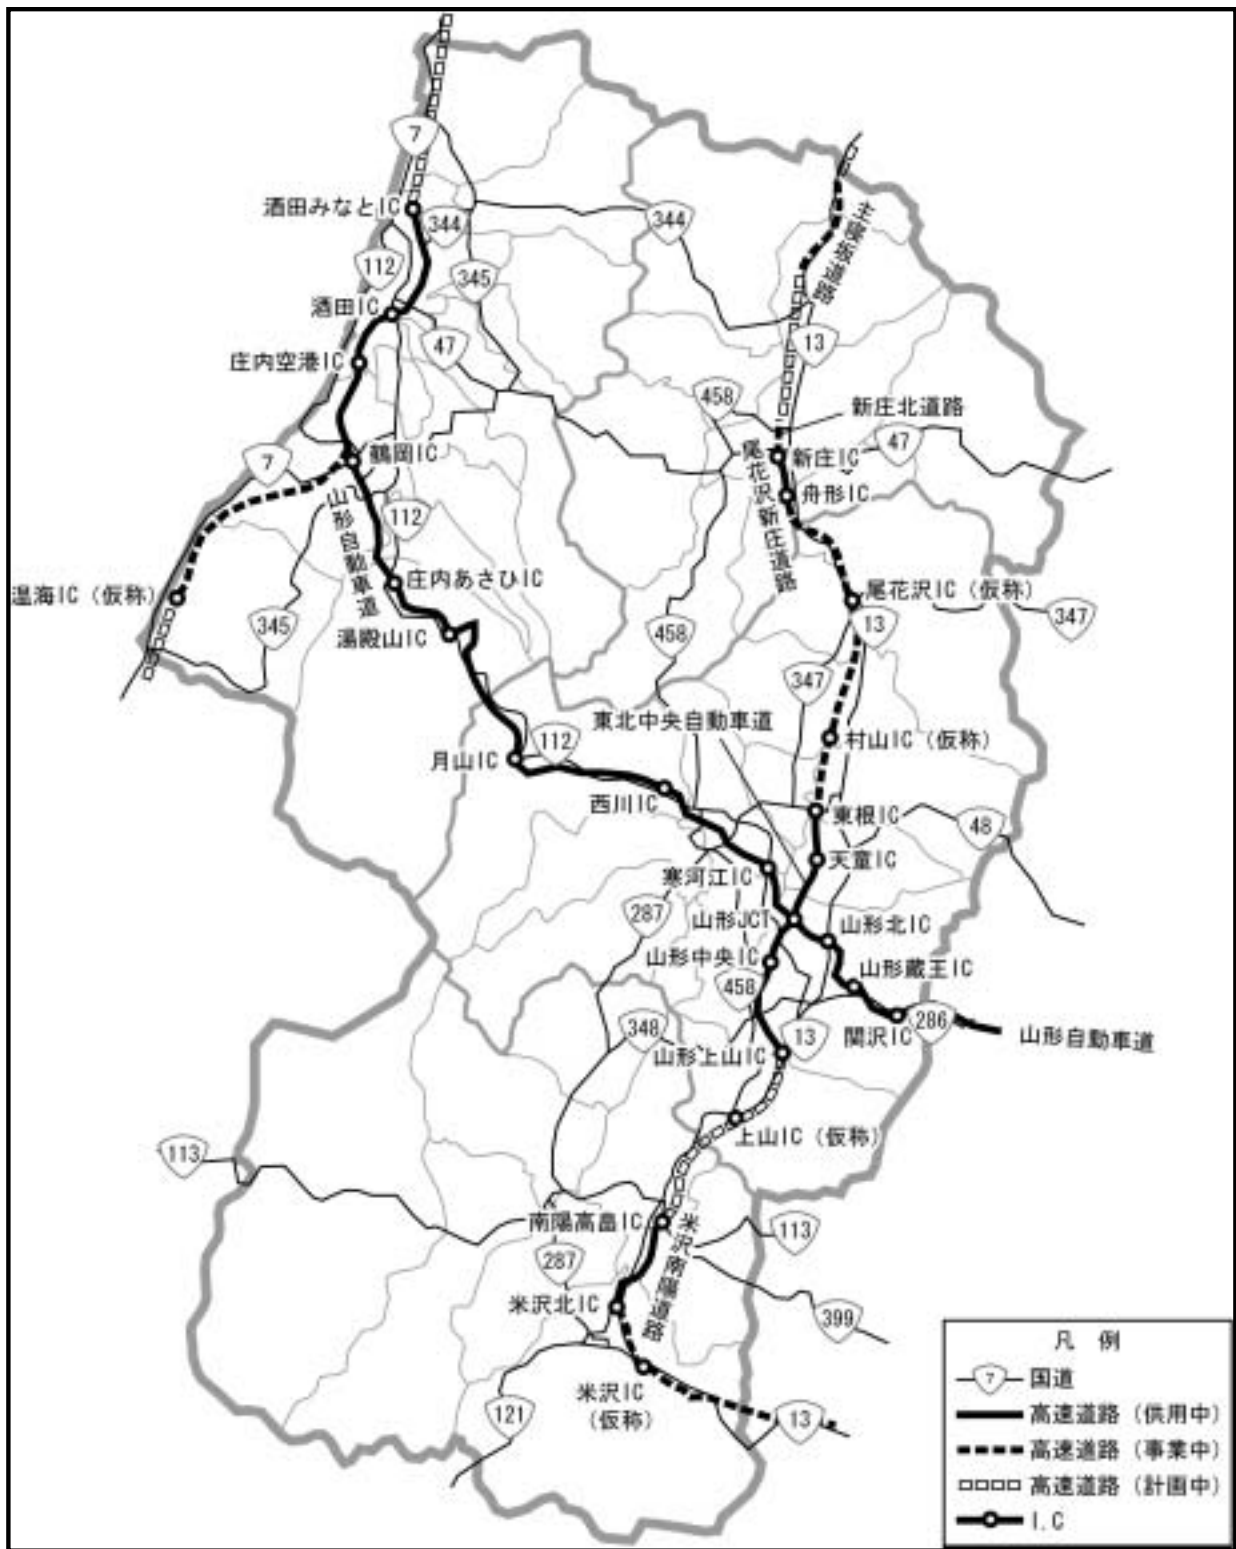 7
酒田みなとIC
344
344
主寝坂道路
112
345
酒田IC
47
13
庄内空港IC
458
新庄北道路
7
鶴岡IC
新庄IC
47
尾花沢新庄道路
舟形IC
山形自動車道
112
庄内あさひIC
温海IC（仮称）
尾花沢IC（仮称）
347
345
湯殿山IC
458
13
347
東北中央自動車道
112
村山IC（仮称）
月山IC
西川IC
東根IC
48
天童IC
寒河江IC
287
山形JCT
山形北IC
山形中央IC
山形蔵王IC
458
348
13
286
関沢IC
山形自動車道
山形上山IC
上山IC（仮称）
113
南陽高畠IC
米沢南陽道路
113
287
米沢北IC
399
米沢IC
（仮称）
121
13
凡 例
7
国道
高速道路（供用中）
高速道路（事業中）
高速道路（計画中）
I.C